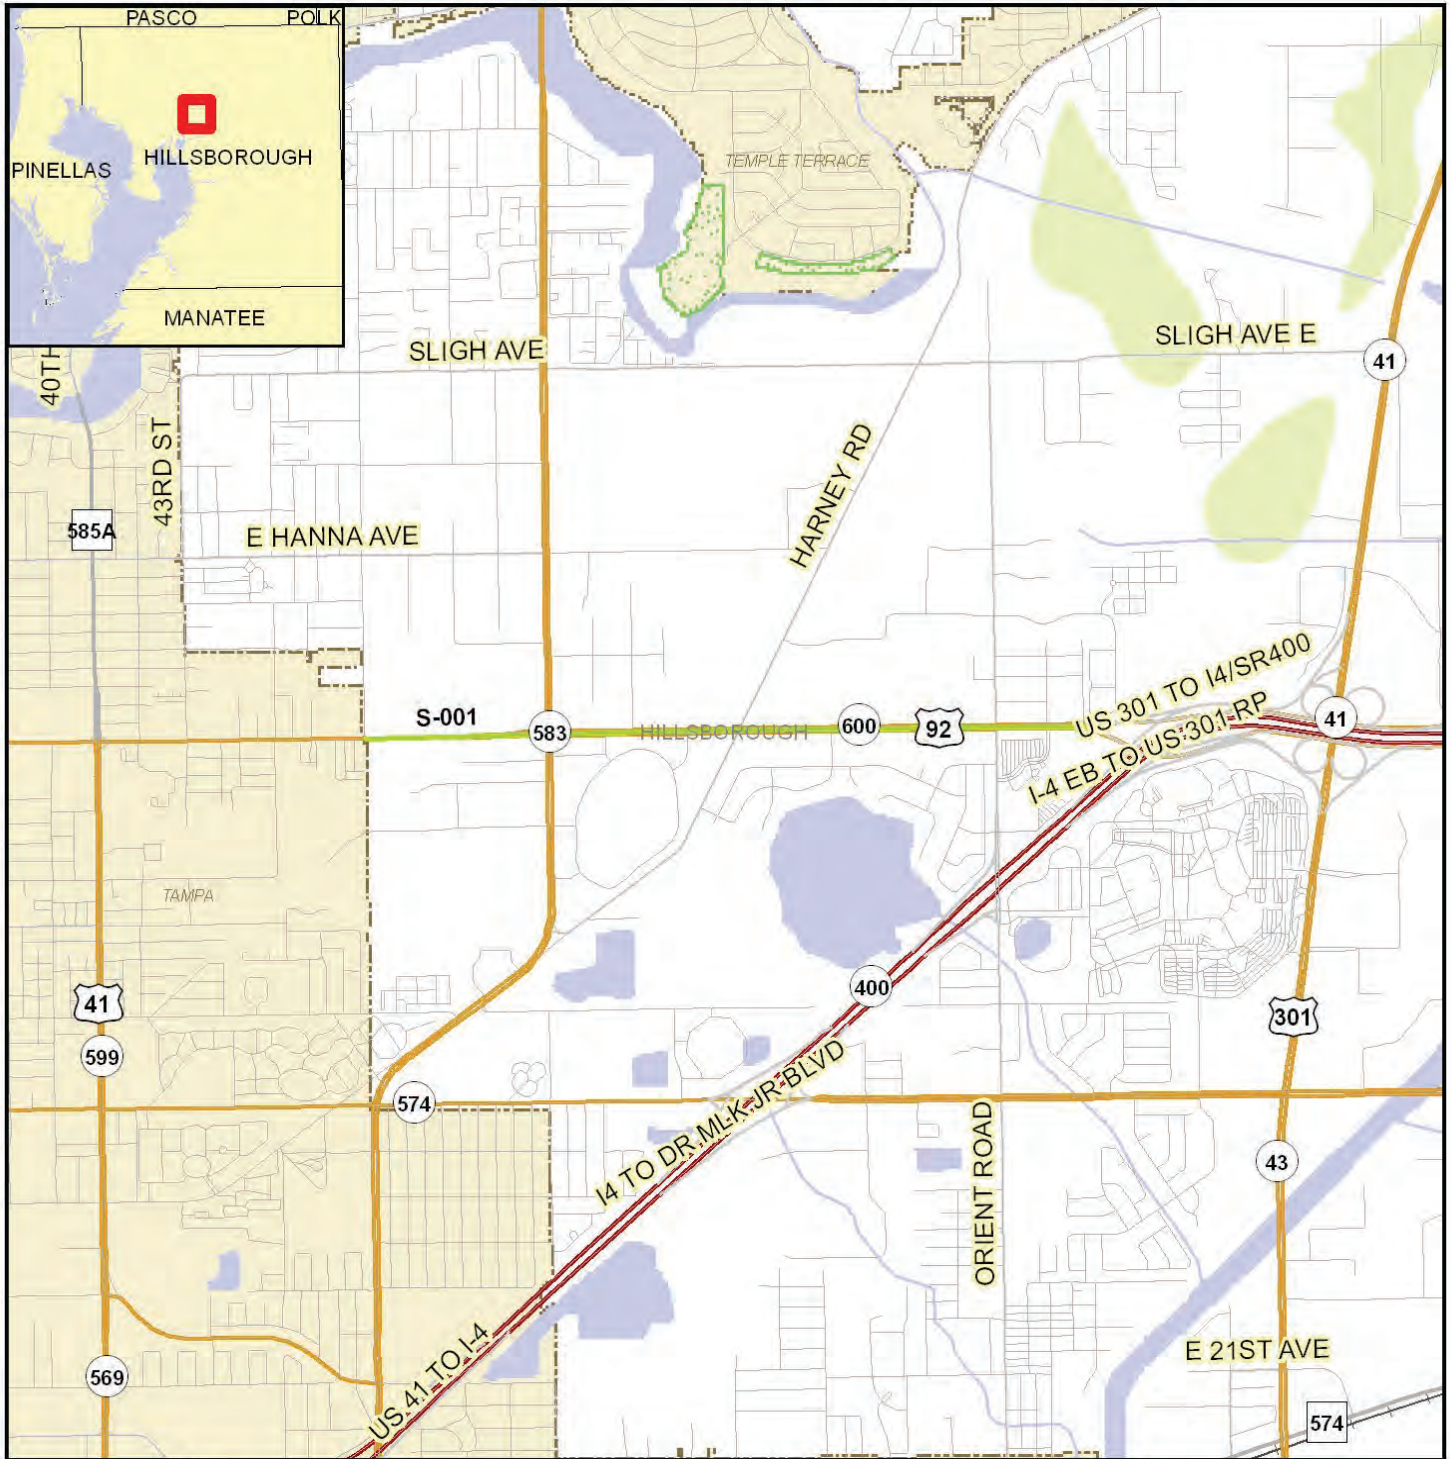 PASCO
POLK
PINELLAS
HILLSBOROUGH
MANATEE
TEMPLE TERRACE
40TH
SLIGH AVE
SLIGH AVE E
41
43RD ST
HARNEY RD
585A
E HANNA AVE
US 301 TO I4/SR400
S-001
583
HILLSBOROUGH
600
92
41
I-4 EB TO US 301 RP
TAMPA
400
41
301
599
I4 TO DR MLK JR BLVD
574
ORIENT ROAD
43
US 41 TO I-4
E 21ST AVE
569
574